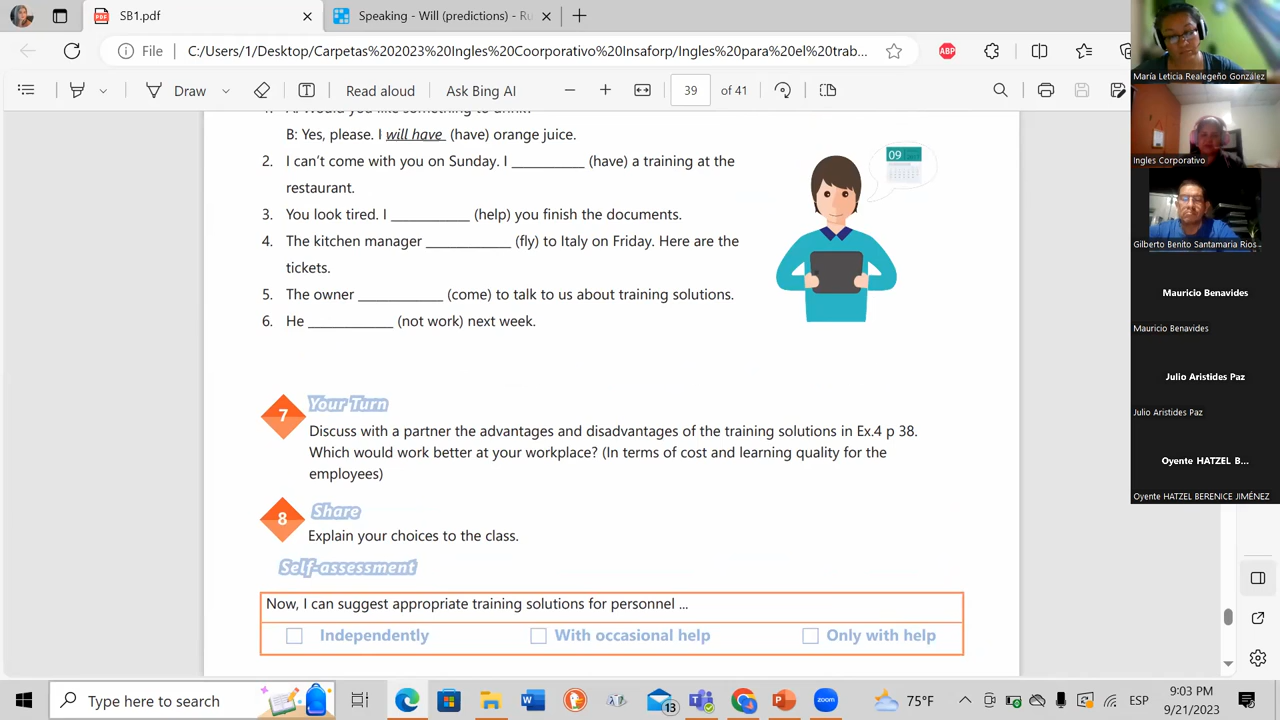 SB1.pdf
Speaking - Will (predictions) - Ru
File
C:/Users/1/Desktop/Carpetas%202023%20Ingles%20Coorporativo%20Insaforp/Ingles%20para%20el%20trab...
ABP
Draw
Read aloud
Ask Bing AI
39
of 41
B: Yes, please. I will have (have) orange juice.
2. I can't come with you on Sunday. I __________ (have) a training at the
restaurant.
3. You look tired. I ___________ (help) you finish the documents.
4. The kitchen manager ____________ (fly) to Italy on Friday. Here are the
tickets.
5. The owner ____________ (come) to talk to us about training solutions.
6. He ____________ (not work) next week.
09
7 Your Turn
Discuss with a partner the advantages and disadvantages of the training solutions in Ex.4 p 38.
Which would work better at your workplace? (In terms of cost and learning quality for the
employees)
8 Share
Explain your choices to the class.
Self-assessment
Now, I can suggest appropriate training solutions for personnel ...
Independently
With occasional help
Only with help
María Leticia Realegeño González
Ingles Corporativo
Gilberto Benito Santamaria Rios
Mauricio Benavides
Mauricio Benavides
Julio Aristides Paz
Julio Aristides Paz
Oyente HATZEL B...
Oyente HATZEL BERENICE JIMÉNEZ
Type here to search
13
zoom
75°F
ESP
9:03 PM
9/21/2023